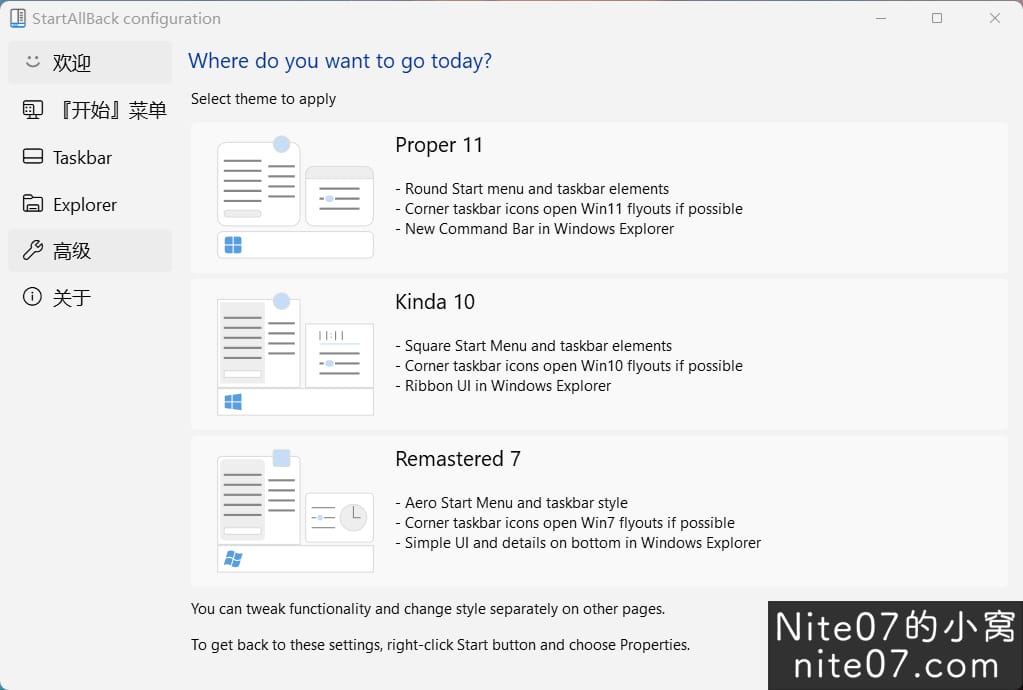 StartAllBack configuration
欢迎
『开始』菜单
Taskbar
Explorer
高级
关于
Where do you want to go today?
Select theme to apply
Proper 11
- Round Start menu and taskbar elements
- Corner taskbar icons open Win11 flyouts if possible
- New Command Bar in Windows Explorer
Kinda 10
- Square Start Menu and taskbar elements
- Corner taskbar icons open Win10 flyouts if possible
- Ribbon UI in Windows Explorer
Remastered 7
- Aero Start Menu and taskbar style
- Corner taskbar icons open Win7 flyouts if possible
- Simple UI and details on bottom in Windows Explorer
You can tweak functionality and change style separately on other pages.
To get back to these settings, right-click Start button and choose Properties.
Nite07的小窝
nite07.com